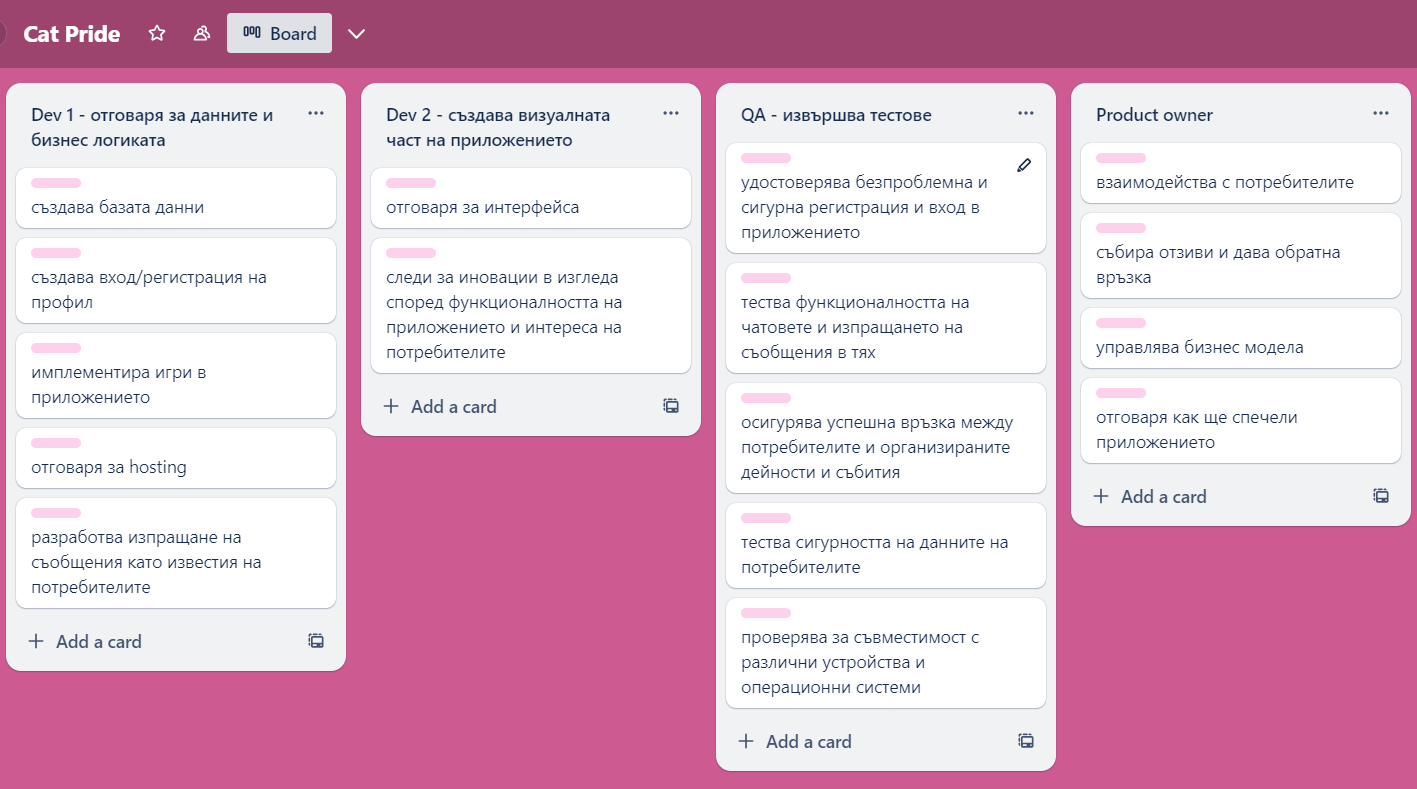 Cat Pride
Board
Dev 1 - отговаря за данните и
бизнес логиката
създава базата данни
създава вход/регистрация на
профил
имплементира игри в
приложението
отговаря за hosting
разработва изпращане на
съобщения като известия на
потребителите
Add a card
Dev 2 - създава визуалната
част на приложението
отговаря за интерфейса
следи за иновации в изгледа
според функционалността на
приложението и интереса на
потребителите
Add a card
QA - извършва тестове
удостоверява безпроблемна и
сигурна регистрация и вход в
приложението
тества функционалността на
чатовете и изпращането на
съобщения в тях
осигурява успешна връзка между
потребителите и организираните
дейности и събития
тества сигурността на данните на
потребителите
проверява за съвместимост с
различни устройства и
операционни системи
Add a card
Product owner
взаимодейства с потребителите
събира отзиви и дава обратна
връзка
управлява бизнес модела
отговаря как ще спечели
приложението
Add a card